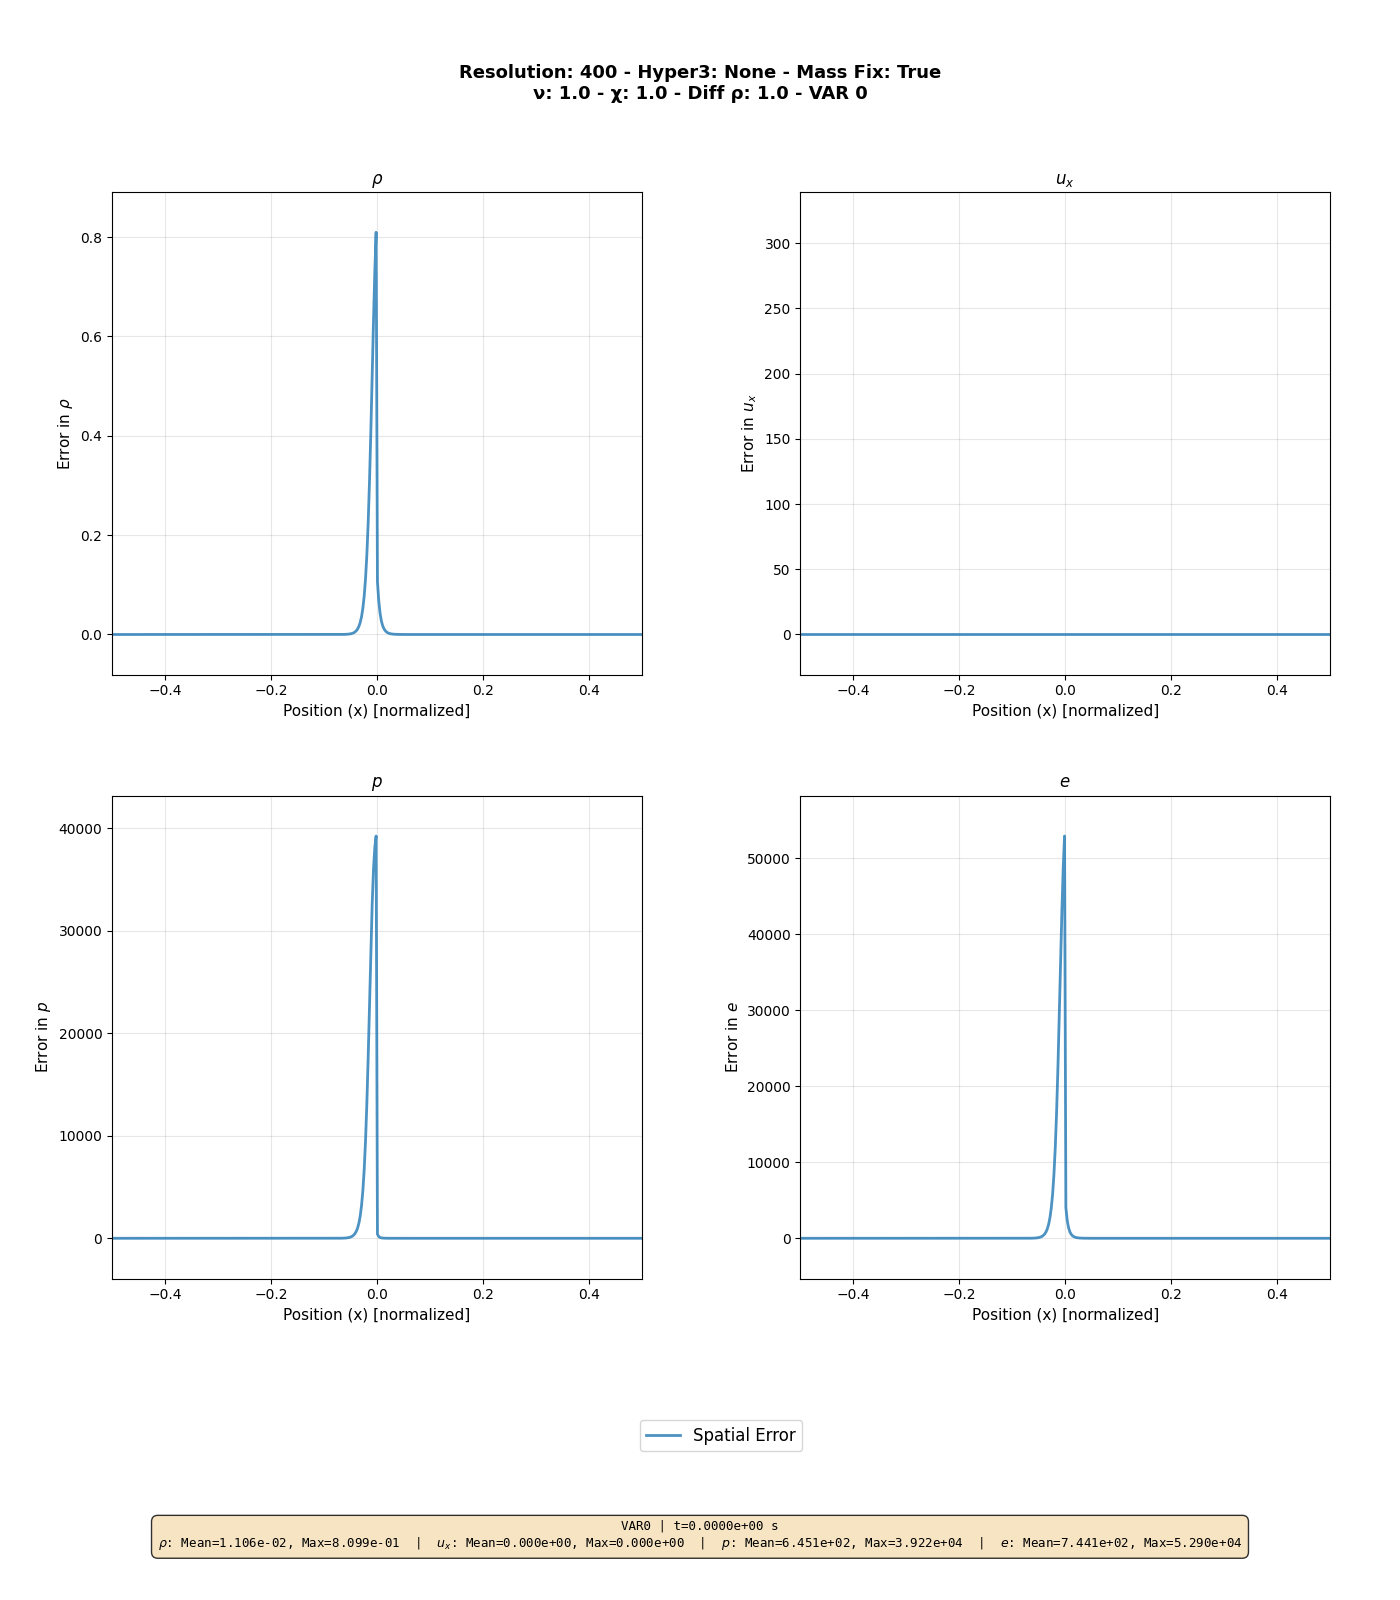 Resolution: 400 - Hyper3: None - Mass Fix: True
ν: 1.0 - χ: 1.0 - Diff ρ: 1.0 - VAR 0
ρ
0.8
0.6
0.4
0.2
0.0
Error in ρ
−0.4 −0.2 0.0 0.2 0.4
Position (x) [normalized]
uₓ
300
250
200
150
100
50
0
Error in uₓ
−0.4 −0.2 0.0 0.2 0.4
Position (x) [normalized]
p
40000
30000
20000
10000
0
Error in p
−0.4 −0.2 0.0 0.2 0.4
Position (x) [normalized]
e
50000
40000
30000
20000
10000
0
Error in e
−0.4 −0.2 0.0 0.2 0.4
Position (x) [normalized]
Spatial Error
VAR0 | t=0.0000e+00 s
ρ: Mean=1.106e-02, Max=8.099e-01 | uₓ: Mean=0.000e+00, Max=0.000e+00 | p: Mean=6.451e+02, Max=3.922e+04 | e: Mean=7.441e+02, Max=5.290e+04